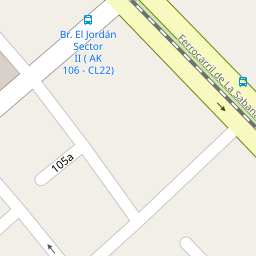 Br. El Jordán
Sector
II ( AK
106 - CL22)
Ferrocarril de La Sabana
105a